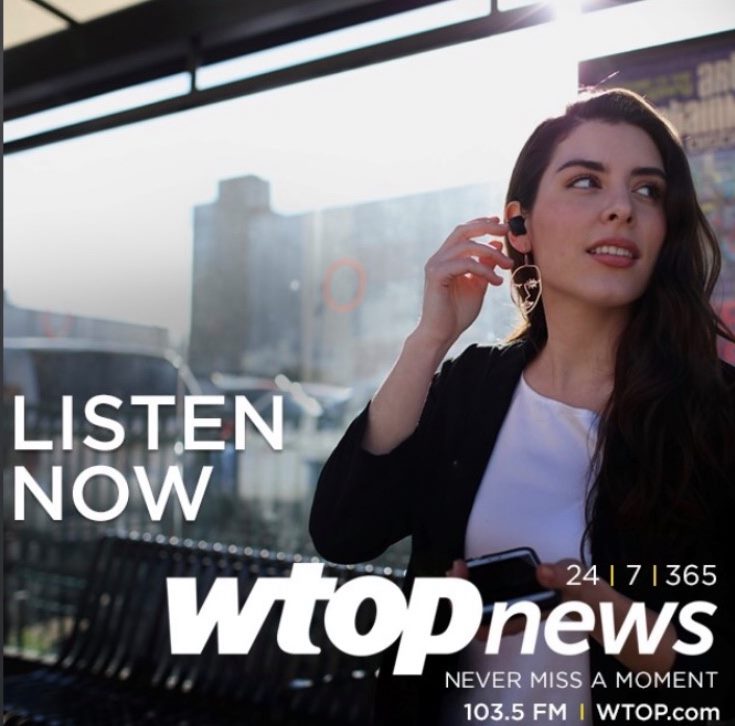 LISTEN
NOW
24 | 7 | 365
wtopnews
NEVER MISS A MOMENT
103.5 FM | WTOP.com